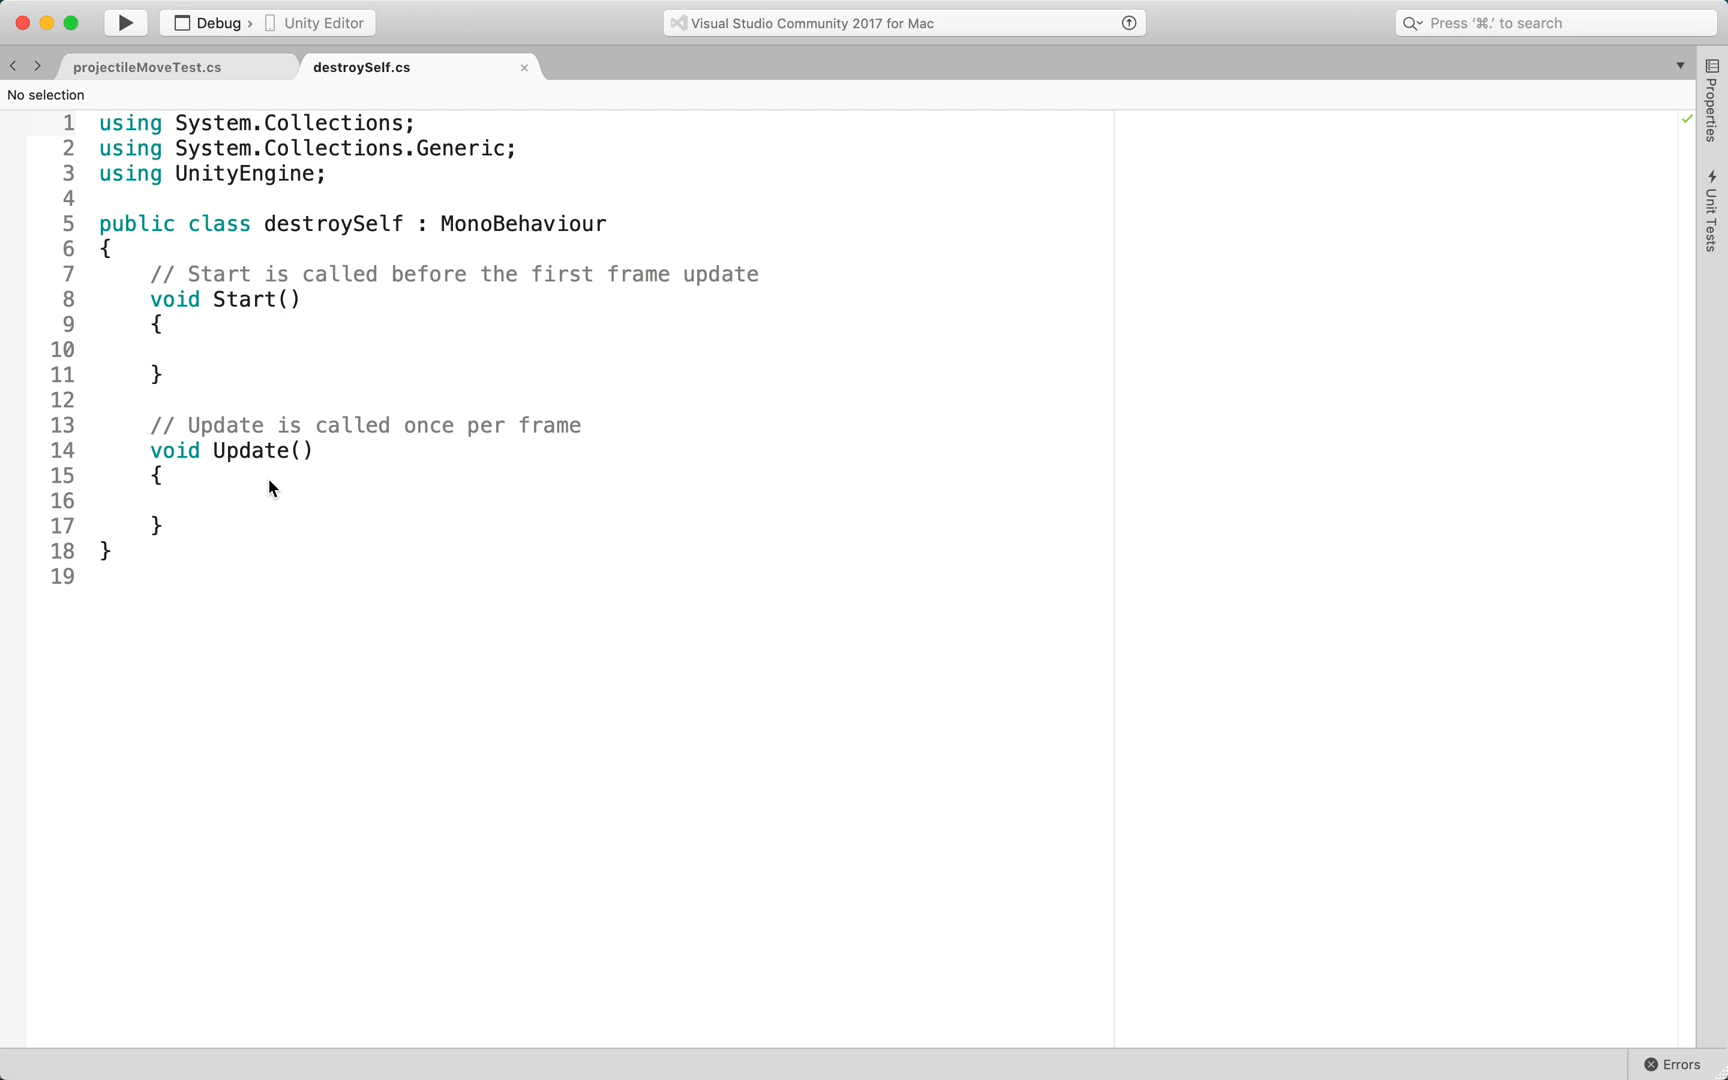 Debug › Unity Editor
Visual Studio Community 2017 for Mac
Press ‘⌘.’ to search
projectileMoveTest.cs
destroySelf.cs
No selection
1 using System.Collections;
2 using System.Collections.Generic;
3 using UnityEngine;
4
5 public class destroySelf : MonoBehaviour
6 {
7     // Start is called before the first frame update
8     void Start()
9     {
10
11     }
12
13     // Update is called once per frame
14     void Update()
15     {
16
17     }
18 }
19
Properties
Unit Tests
Errors